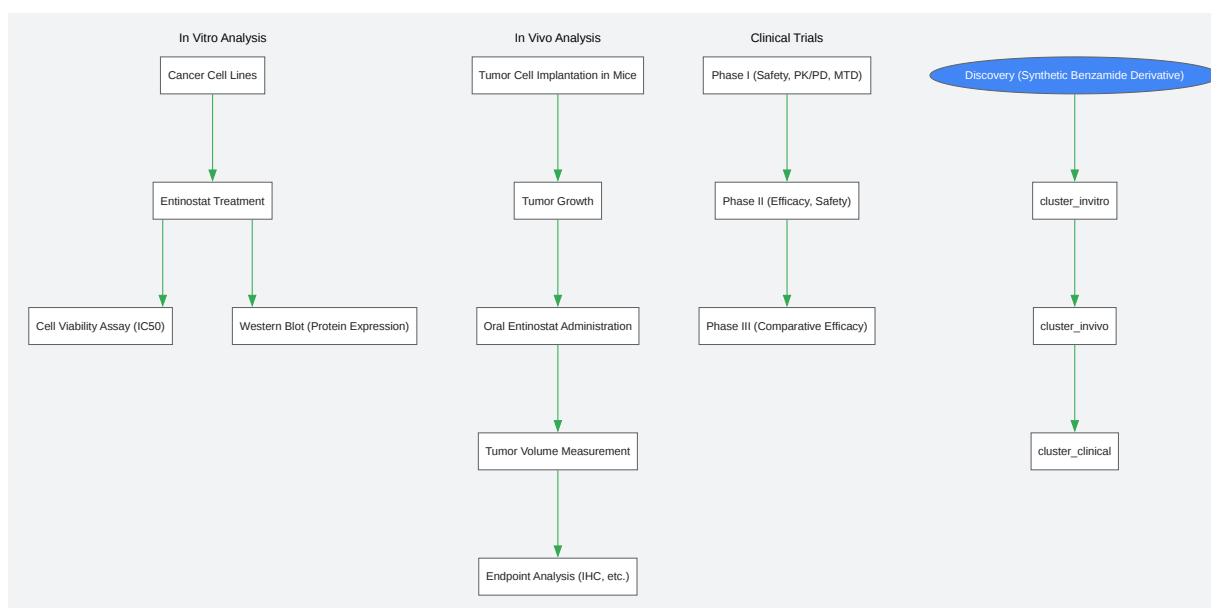 In Vitro Analysis
Cancer Cell Lines
Entinostat Treatment
Cell Viability Assay (IC50)
Western Blot (Protein Expression)
In Vivo Analysis
Tumor Cell Implantation in Mice
Tumor Growth
Oral Entinostat Administration
Tumor Volume Measurement
Endpoint Analysis (IHC, etc.)
Clinical Trials
Phase I (Safety, PK/PD, MTD)
Phase II (Efficacy, Safety)
Phase III (Comparative Efficacy)
Discovery (Synthetic Benzamide Derivative)
cluster_invitro
cluster_invivo
cluster_clinical